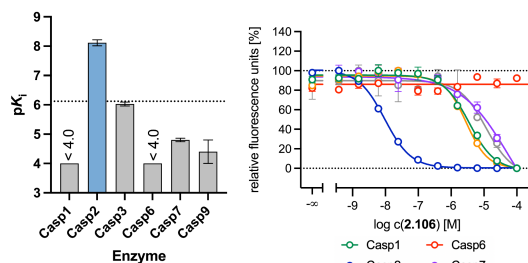 9
8
7
6
5
4
3
pKi
< 4.0
< 4.0
Casp1
Casp2
Casp3
Casp6
Casp7
Casp9
Enzyme
140
120
100
80
60
40
20
0
relative fluorescence units [%]
-∞ -9 -8 -7 -6 -5 -4
log c(2.106) [M]
Casp1 Casp6